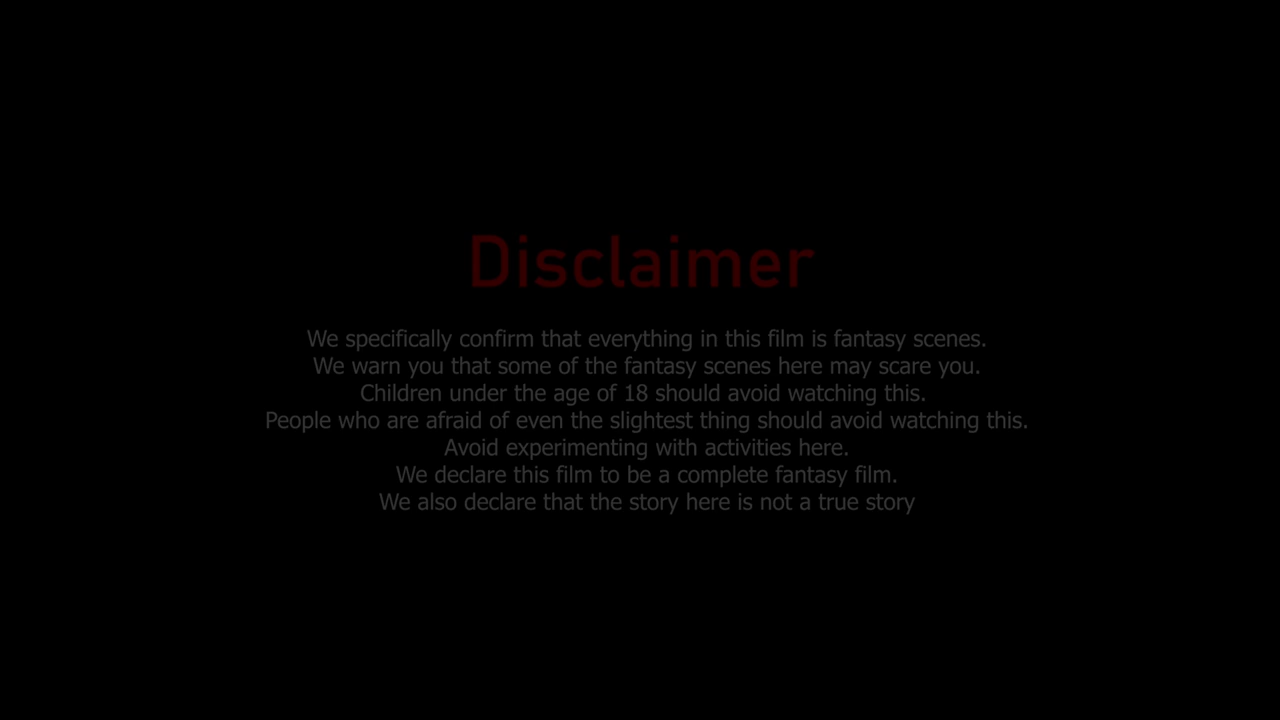 Disclaimer
We specifically confirm that everything in this film is fantasy scenes.
We warn you that some of the fantasy scenes here may scare you.
Children under the age of 18 should avoid watching this.
People who are afraid of even the slightest thing should avoid watching this.
Avoid experimenting with activities here.
We declare this film to be a complete fantasy film.
We also declare that the story here is not a true story